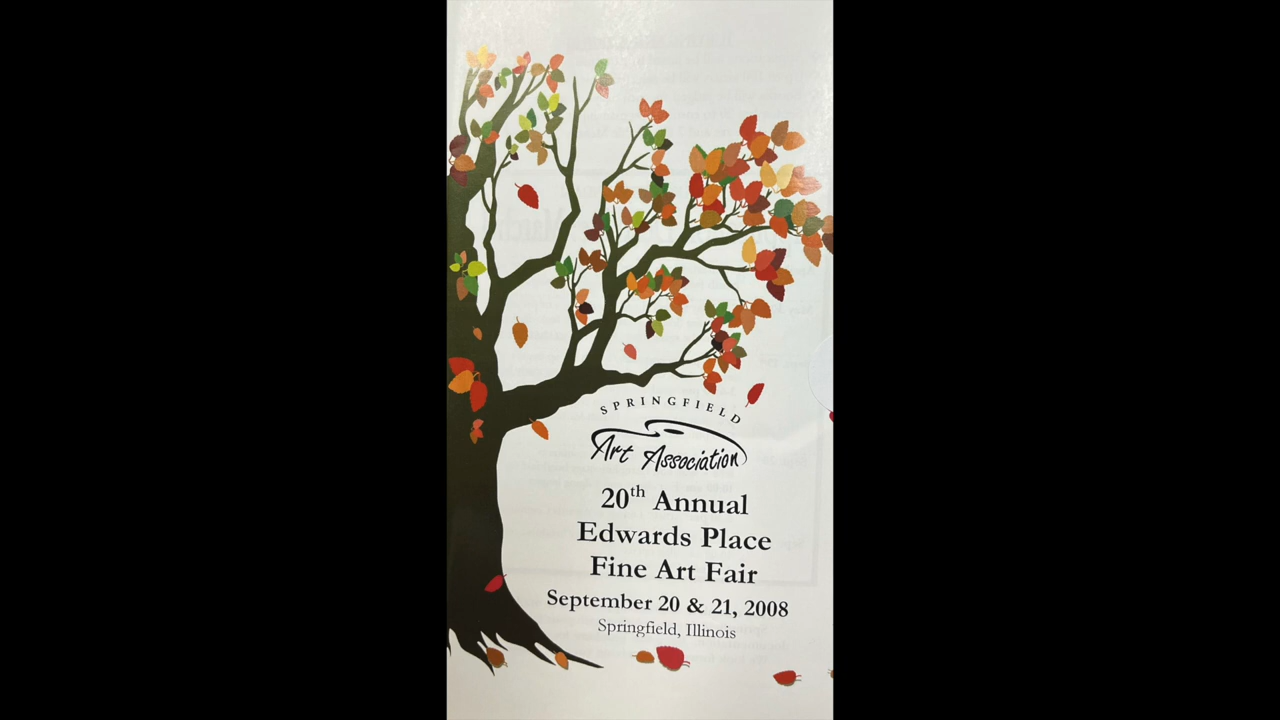 SPRINGFIELD
Art Association
20th Annual
Edwards Place
Fine Art Fair
September 20 & 21, 2008
Springfield, Illinois